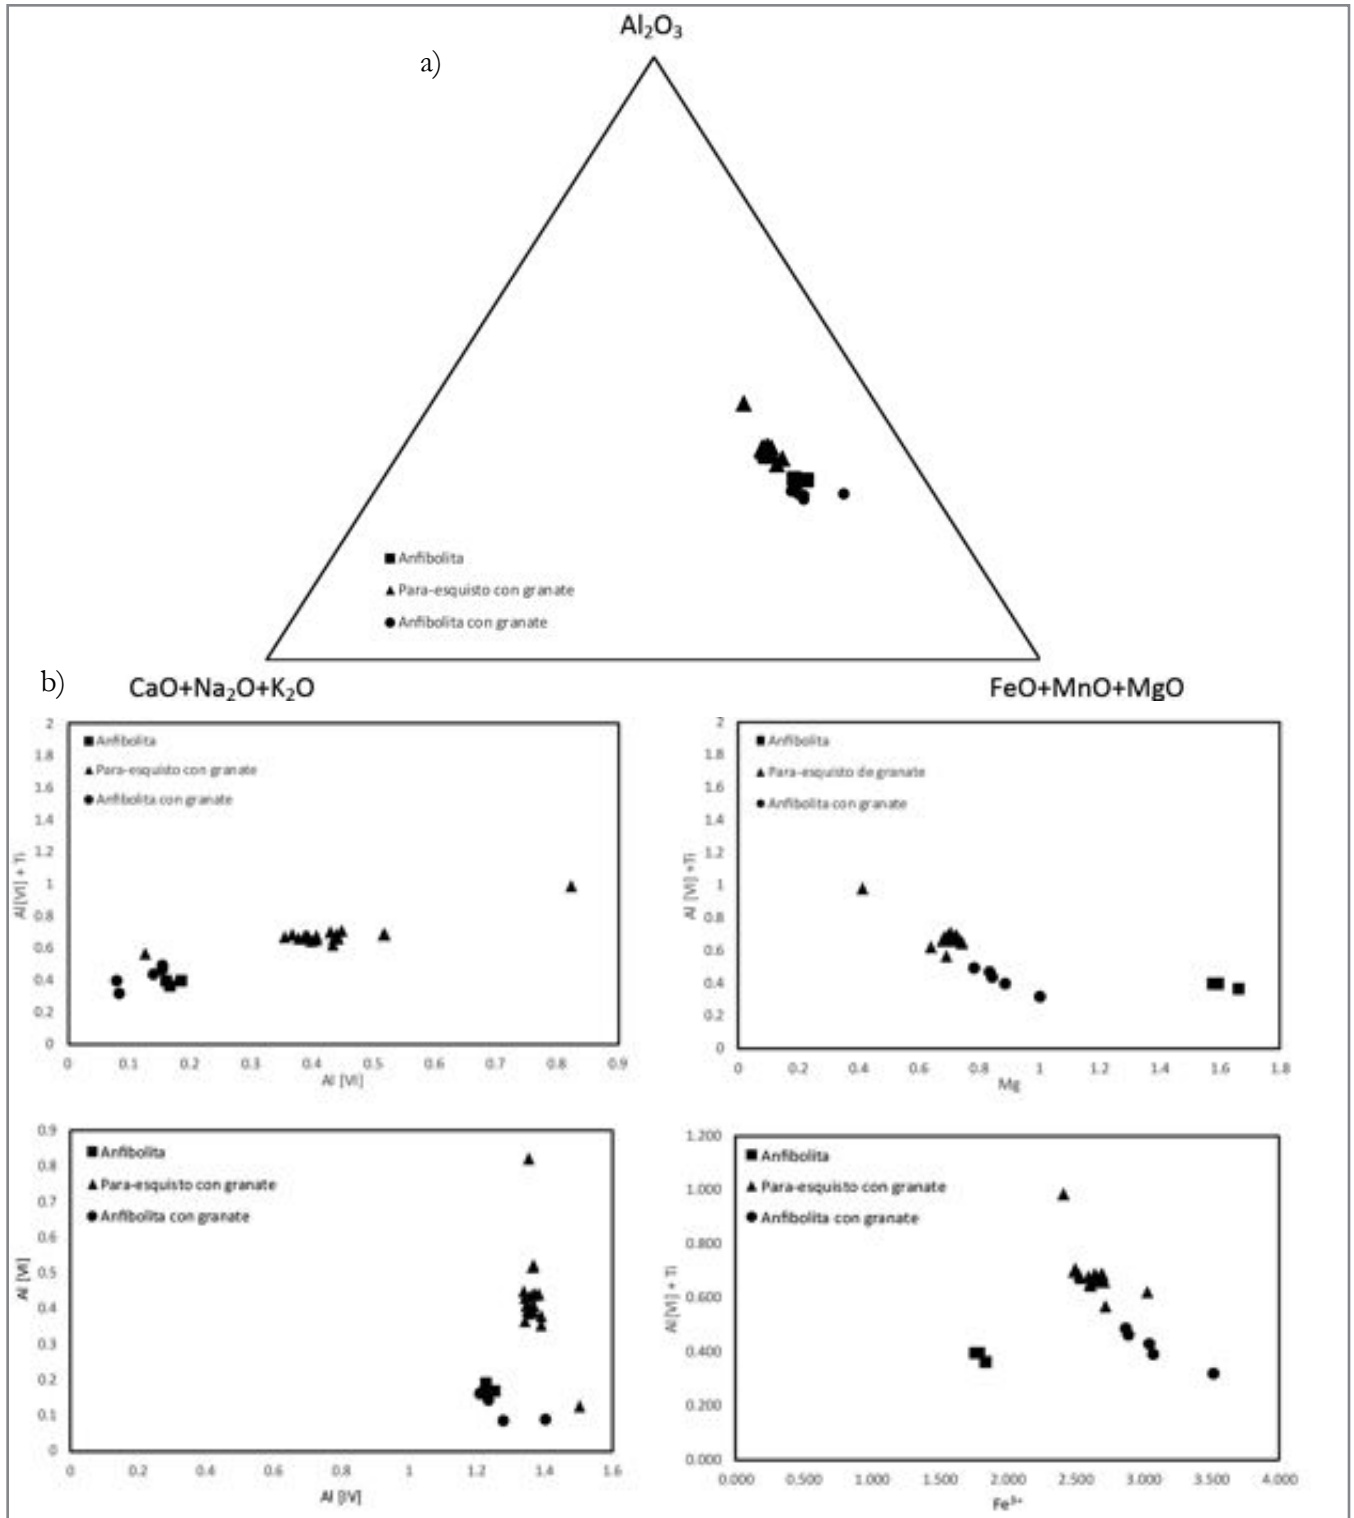 Al₂O₃
a)
Anfibolita
Para-esquisto con granate
Anfibolita con granate
CaO+Na₂O+K₂O
FeO+MnO+MgO
b)
2
1.8
1.6
1.4
1.2
1
0.8
0.6
0.4
0.2
0
Al[VI] + Ti
Anfibolita
Para-esquisto con granate
Anfibolita con granate
0 0.1 0.2 0.3 0.4 0.5 0.6 0.7 0.8 0.9
Al [VI]
2
1.8
1.6
1.4
1.2
1
0.8
0.6
0.4
0.2
0
Al [VI] +Ti
Anfibolita
Para-esquisto de granate
Anfibolita con granate
0 0.2 0.4 0.6 0.8 1 1.2 1.4 1.6 1.8
Mg
0.9
0.8
0.7
0.6
0.5
0.4
0.3
0.2
0.1
0
Al [VI]
Anfibolita
Para-esquisto con granate
Anfibolita con granate
0 0.2 0.4 0.6 0.8 1 1.2 1.4 1.6
Al [IV]
1.200
1.000
0.800
0.600
0.400
0.200
0.000
Al [VI] + Ti
Anfibolita
Para-esquisto con granate
Anfibolita con granate
0.000 0.500 1.000 1.500 2.000 2.500 3.000 3.500 4.000